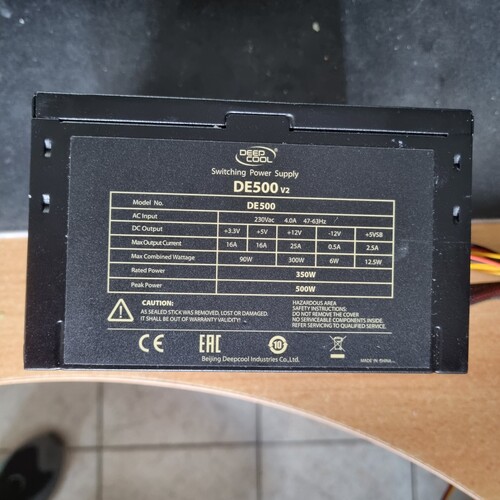 DEEP
COOL
Switching Power Supply
DE500 V2
Model No. DE500
AC Input 230Vac 4.0A 47-63Hz
DC Output +3.3V +5V +12V -12V +5VSB
Max Output Current 16A 16A 25A 0.5A 2.5A
Max Combined Wattage 90W 300W 6W 12.5W
Rated Power 350W
Peak Power 500W
CAUTION:
AS SEALED STICK WAS REMOVED, LOST OR DAMAGED.
IT SHALL BE OUT OF WARRANTY VALIDITY!
HAZARDOUS AREA.
SAFETY INSTRUCTIONS:
DO NOT REMOVE THE COVER
NO SERVICEABLE COMPONENTS INSIDE.
REFER SERVICING TO QUALIFIED SERVICE.
CE EAC 10
Beijing Deepcool Industries Co.,Ltd.
MADE IN CHINA